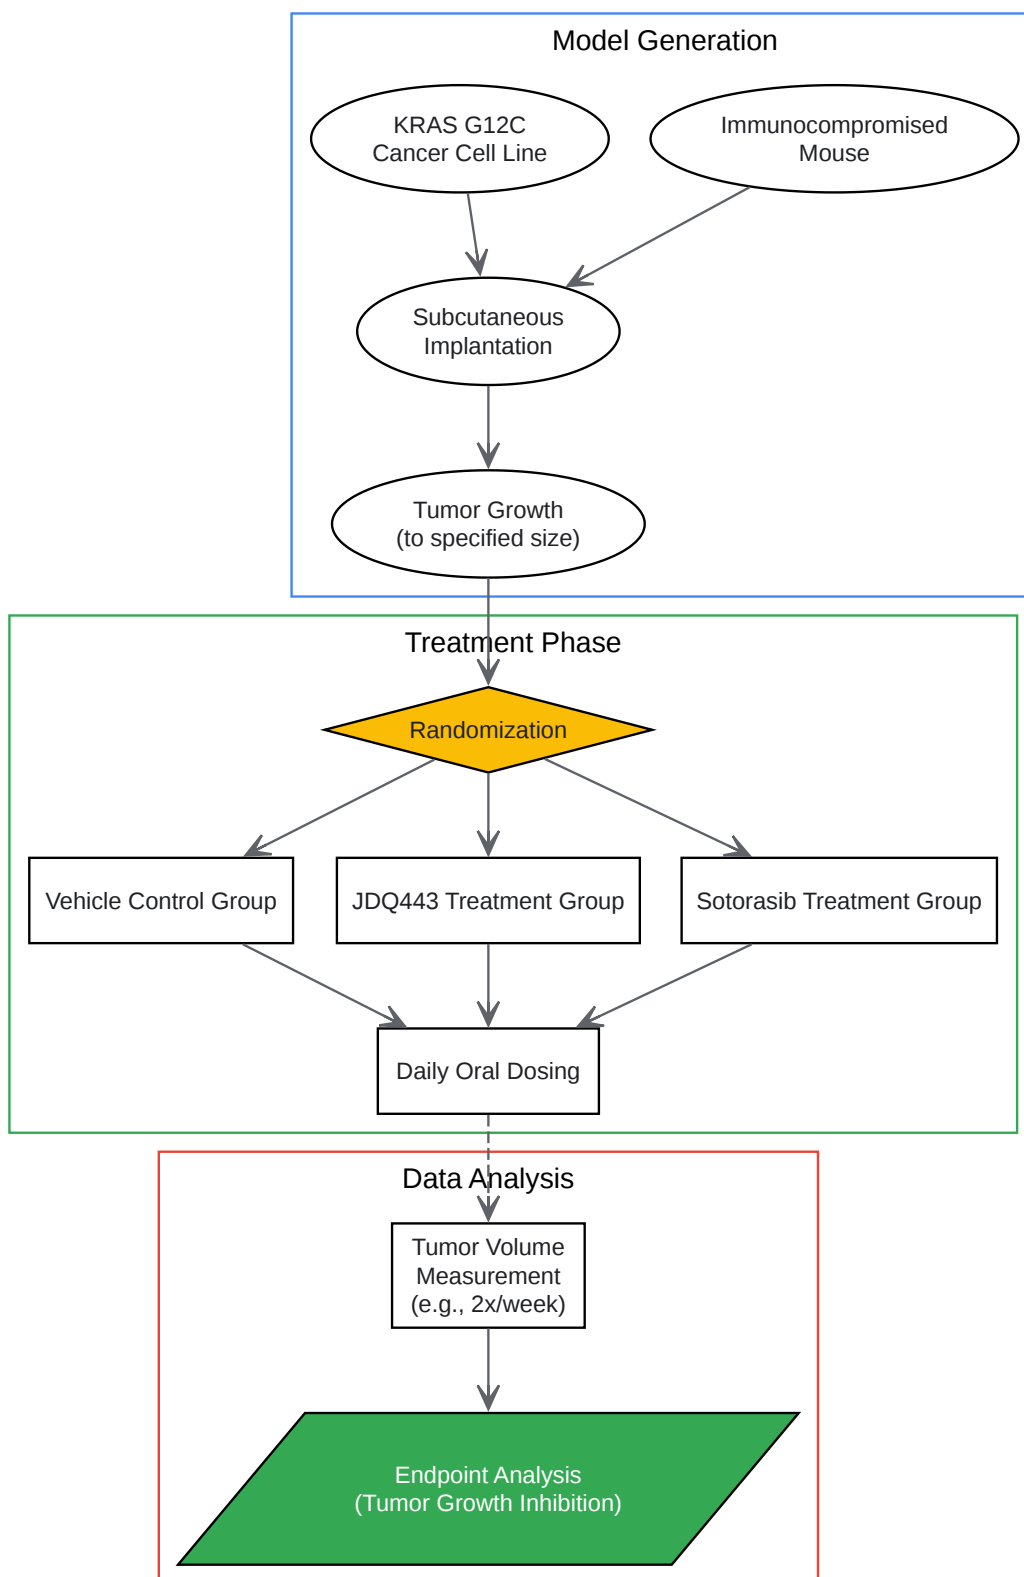 Model Generation
KRAS G12C
Cancer Cell Line
Immunocompromised
Mouse
Subcutaneous
Implantation
Tumor Growth
(to specified size)
Treatment Phase
Randomization
Vehicle Control Group
JDQ443 Treatment Group
Sotorasib Treatment Group
Daily Oral Dosing
Data Analysis
Tumor Volume
Measurement
(e.g., 2x/week)
Endpoint Analysis
(Tumor Growth Inhibition)